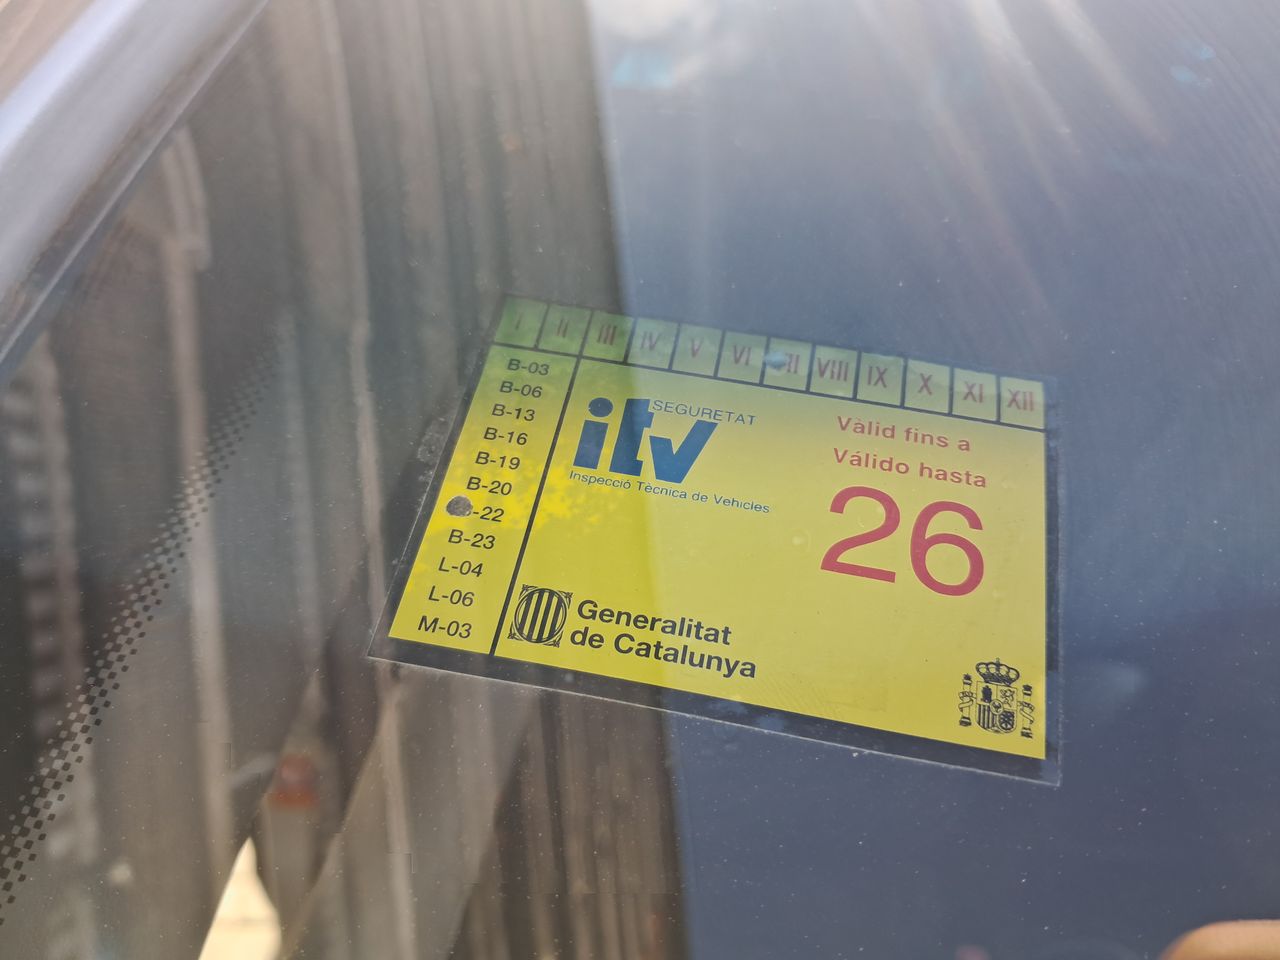 I II III IV V VI VII VIII IX X XI XII
B-03
B-06
B-13
B-16
B-19
B-20
-22
B-23
L-04
L-06
M-03
itv SEGURETAT
Inspecció Tècnica de Vehicles
Vàlid fins a
Válido hasta
26
Generalitat
de Catalunya